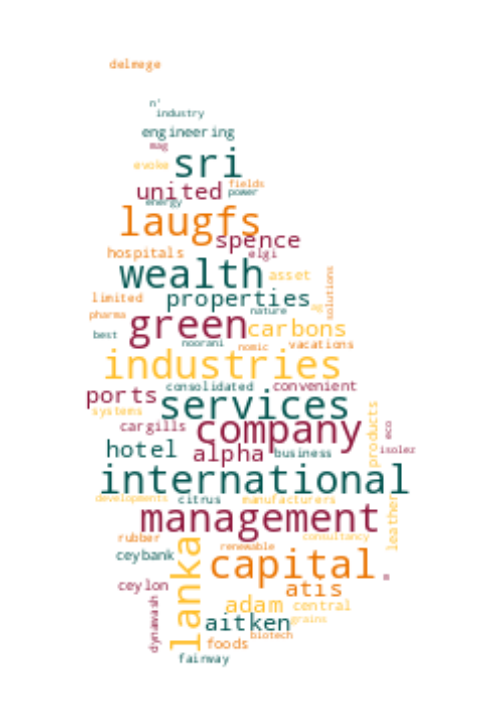 delmege
n'
industry
engineering
mag
evoke sri
united fields
energy power
laugfs
spence
hospitals elgi
wealth asset
solutions
limited properties ag
pharma nature
green carbons
best noorani nomic vacations
industries
consolidated convenient
ports services
systems products
cargills company eco
hotel alpha business isolez
international
developments citrus manufacturers
management leather
rubber renewable consultancy
ceybank lanka capital
ceylon atis
dynawash adam central
aitken grains
foods biotech
fairway